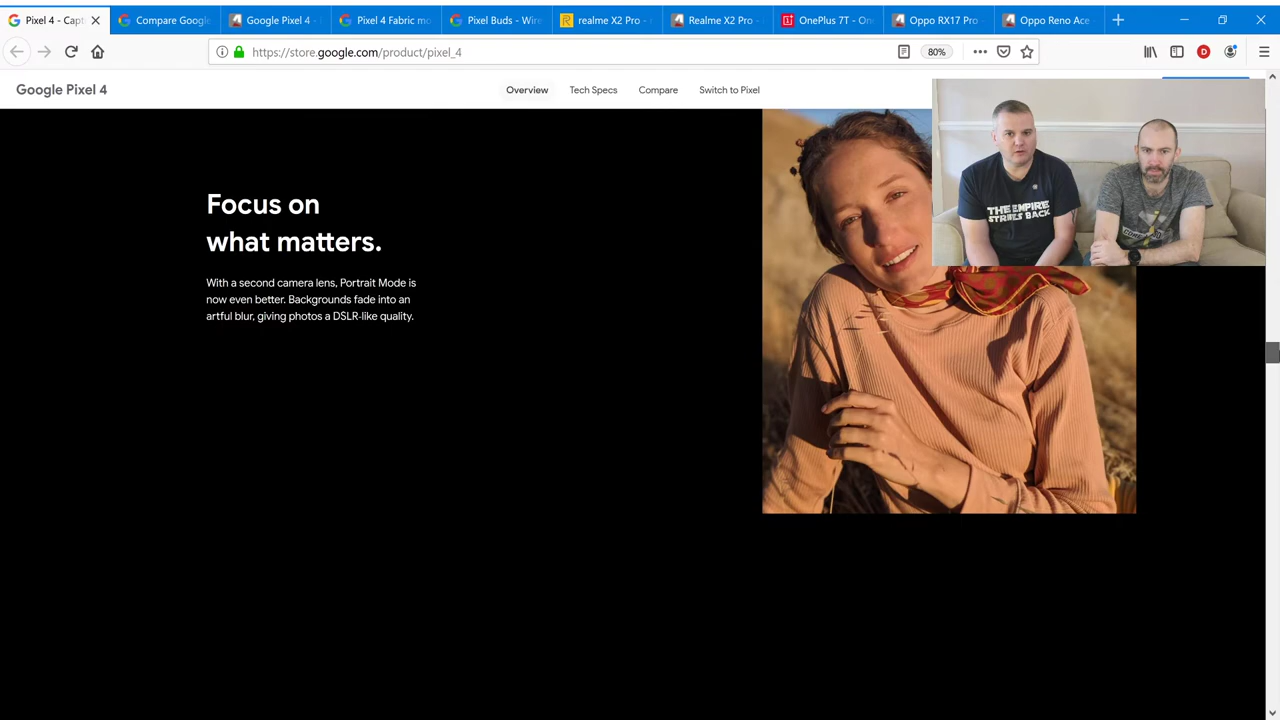 Pixel 4 - Capt
Compare Google
Google Pixel 4 -
Pixel 4 Fabric mo
Pixel Buds - Wire
realme X2 Pro -
Realme X2 Pro -
OnePlus 7T - On
Oppo RX17 Pro -
Oppo Reno Ace -
https://store.google.com/product/pixel_4
80%
Google Pixel 4
Overview
Tech Specs
Compare
Switch to Pixel
THE EMPIRE
STRIKES BACK
Focus on
what matters.
With a second camera lens, Portrait Mode is
now even better. Backgrounds fade into an
artful blur, giving photos a DSLR-like quality.